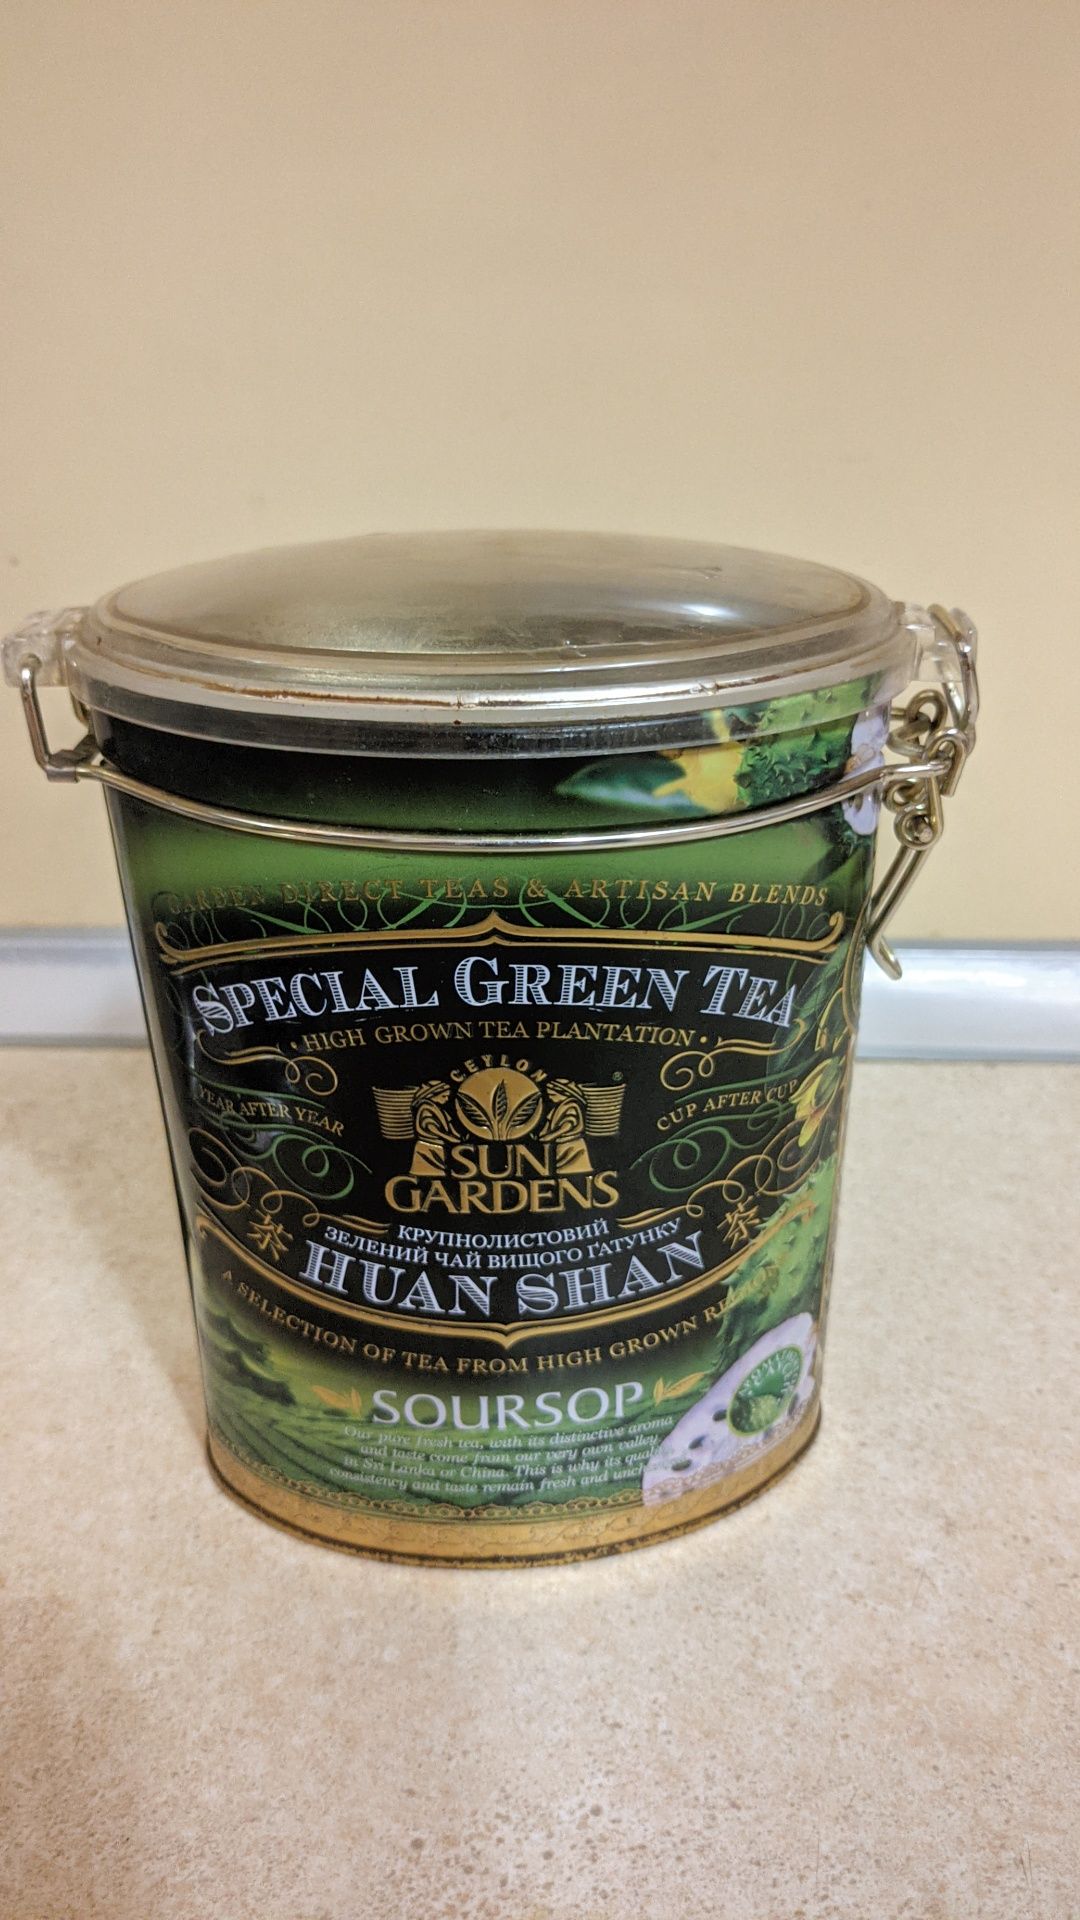 GARDEN DIRECT TEAS & ARTISAN BLENDS
SPECIAL GREEN TEA
• HIGH GROWN TEA PLANTATION •
CEYLON
®
YEAR AFTER YEAR
CUP AFTER CUP
SUN
GARDENS
КРУПНОЛИСТОВИЙ
ЗЕЛЕНИЙ ЧАЙ ВИЩОГО ҐАТУНКУ
茶
茶
HUAN SHAN
A SELECTION OF TEA FROM HIGH GROWN
SOURSOP
Our pure fresh tea, with its distinctive aroma
and taste come from our very own valley
in Sri Lanka or China. This is why its
consistency and taste remain fresh and